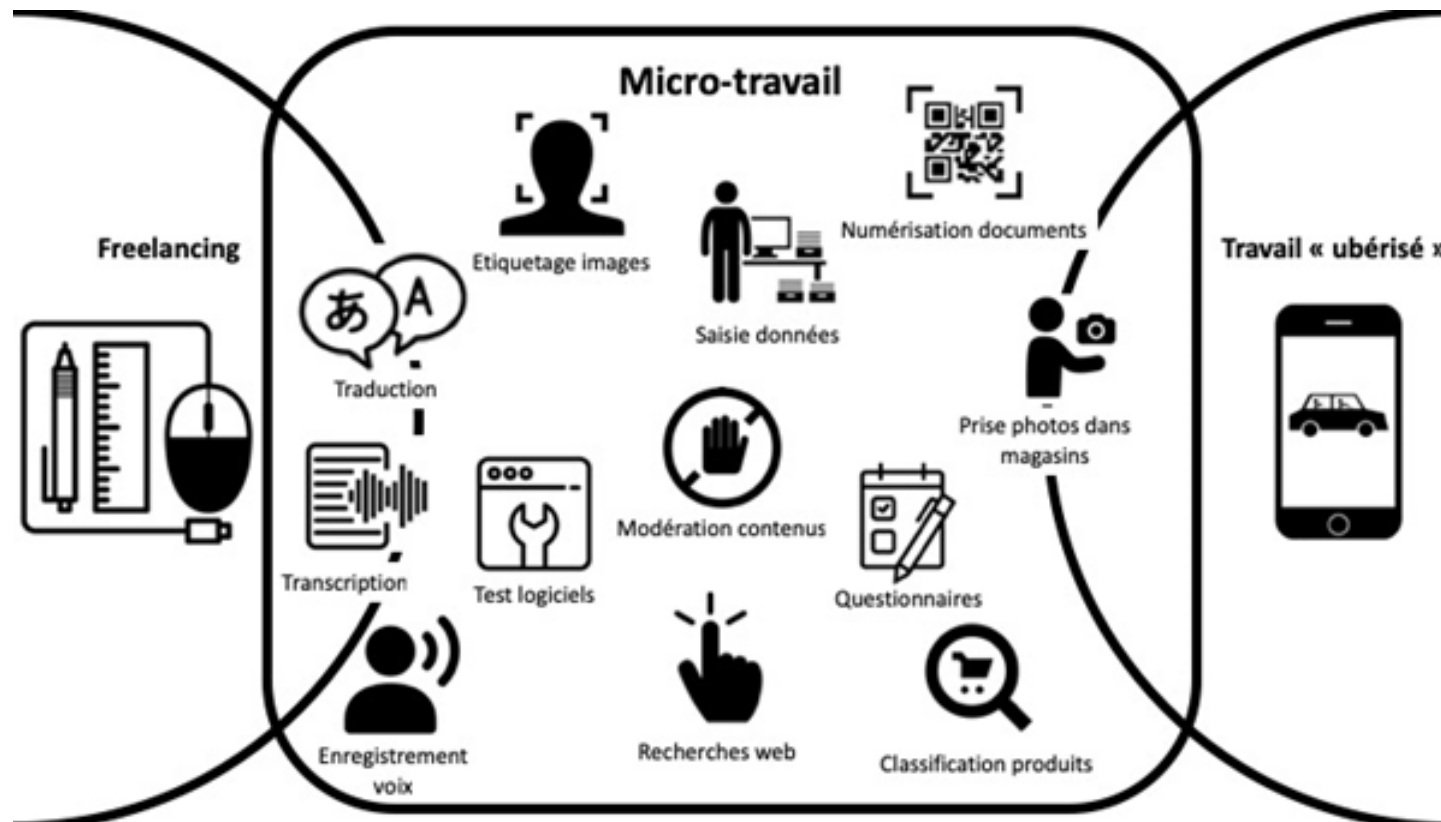 Micro-travail
Freelancing
Travail « ubérisé »
Etiquetage images
Numérisation documents
Saisie données
あ A
Traduction
Prise photos dans
magasins
Modération contenus
Transcription
Test logiciels
Questionnaires
Enregistrement
voix
Recherches web
Classification produits